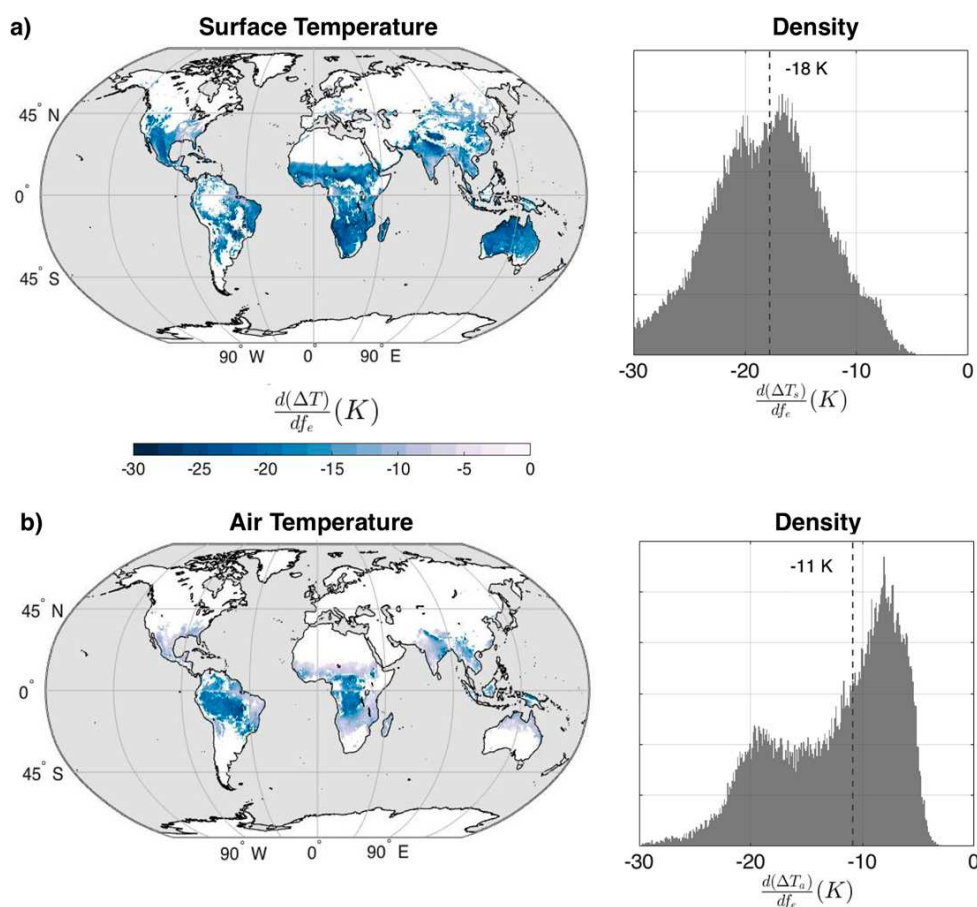 a)
Surface Temperature
Density
45° N
0°
45° S
90° W
0°
90° E
-18 K
-30
-20
-10
0
d(ΔT_s)/df_e (K)
d(ΔT)/df_e (K)
-30
-25
-20
-15
-10
-5
0
b)
Air Temperature
Density
45° N
0°
45° S
90° W
0°
90° E
-11 K
-30
-20
-10
0
d(ΔT_a)/df_e (K)